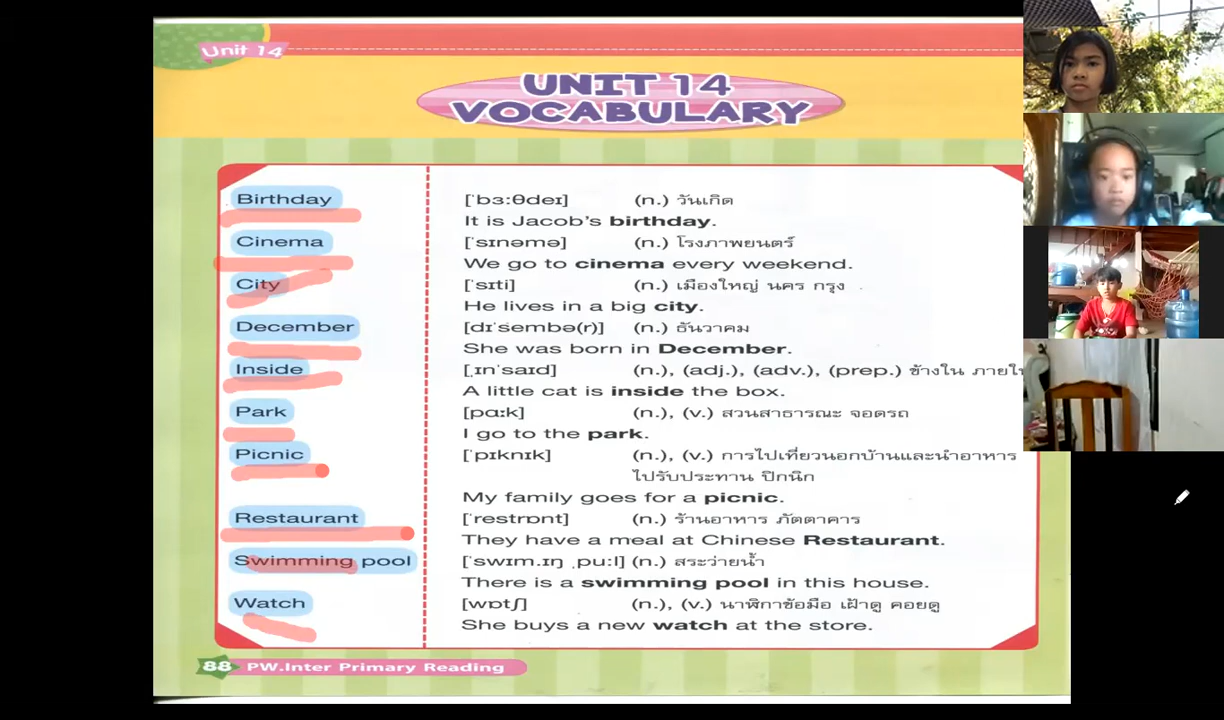 Unit 14
UNIT 14
VOCABULARY
Birthday [ˈbɜːθdeɪ] (n.) วันเกิด
It is Jacob's birthday.
Cinema [ˈsɪnəmə] (n.) โรงภาพยนตร์
We go to cinema every weekend.
City [ˈsɪti] (n.) เมืองใหญ่ นคร กรุง
He lives in a big city.
December [dɪˈsembə(r)] (n.) ธันวาคม
She was born in December.
Inside [ˌɪnˈsaɪd] (n.), (adj.), (adv.), (prep.) ข้างใน
A little cat is inside the box.
Park [pɑːk] (n.), (v.) สวนสาธารณะ จอดรถ
I go to the park.
Picnic [ˈpɪknɪk] (n.), (v.) การไปเที่ยวนอกบ้านและนำอาหาร
ไปรับประทาน ปิกนิก
My family goes for a picnic.
Restaurant [ˈrestrɒnt] (n.) ร้านอาหาร ภัตตาคาร
They have a meal at Chinese Restaurant.
Swimming pool [ˈswɪm.ɪŋ ˌpuːl] (n.) สระว่ายน้ำ
There is a swimming pool in this house.
Watch [wɒtʃ] (n.), (v.) นาฬิกาข้อมือ เฝ้าดู คอยดู
She buys a new watch at the store.
88 PW.Inter Primary Reading